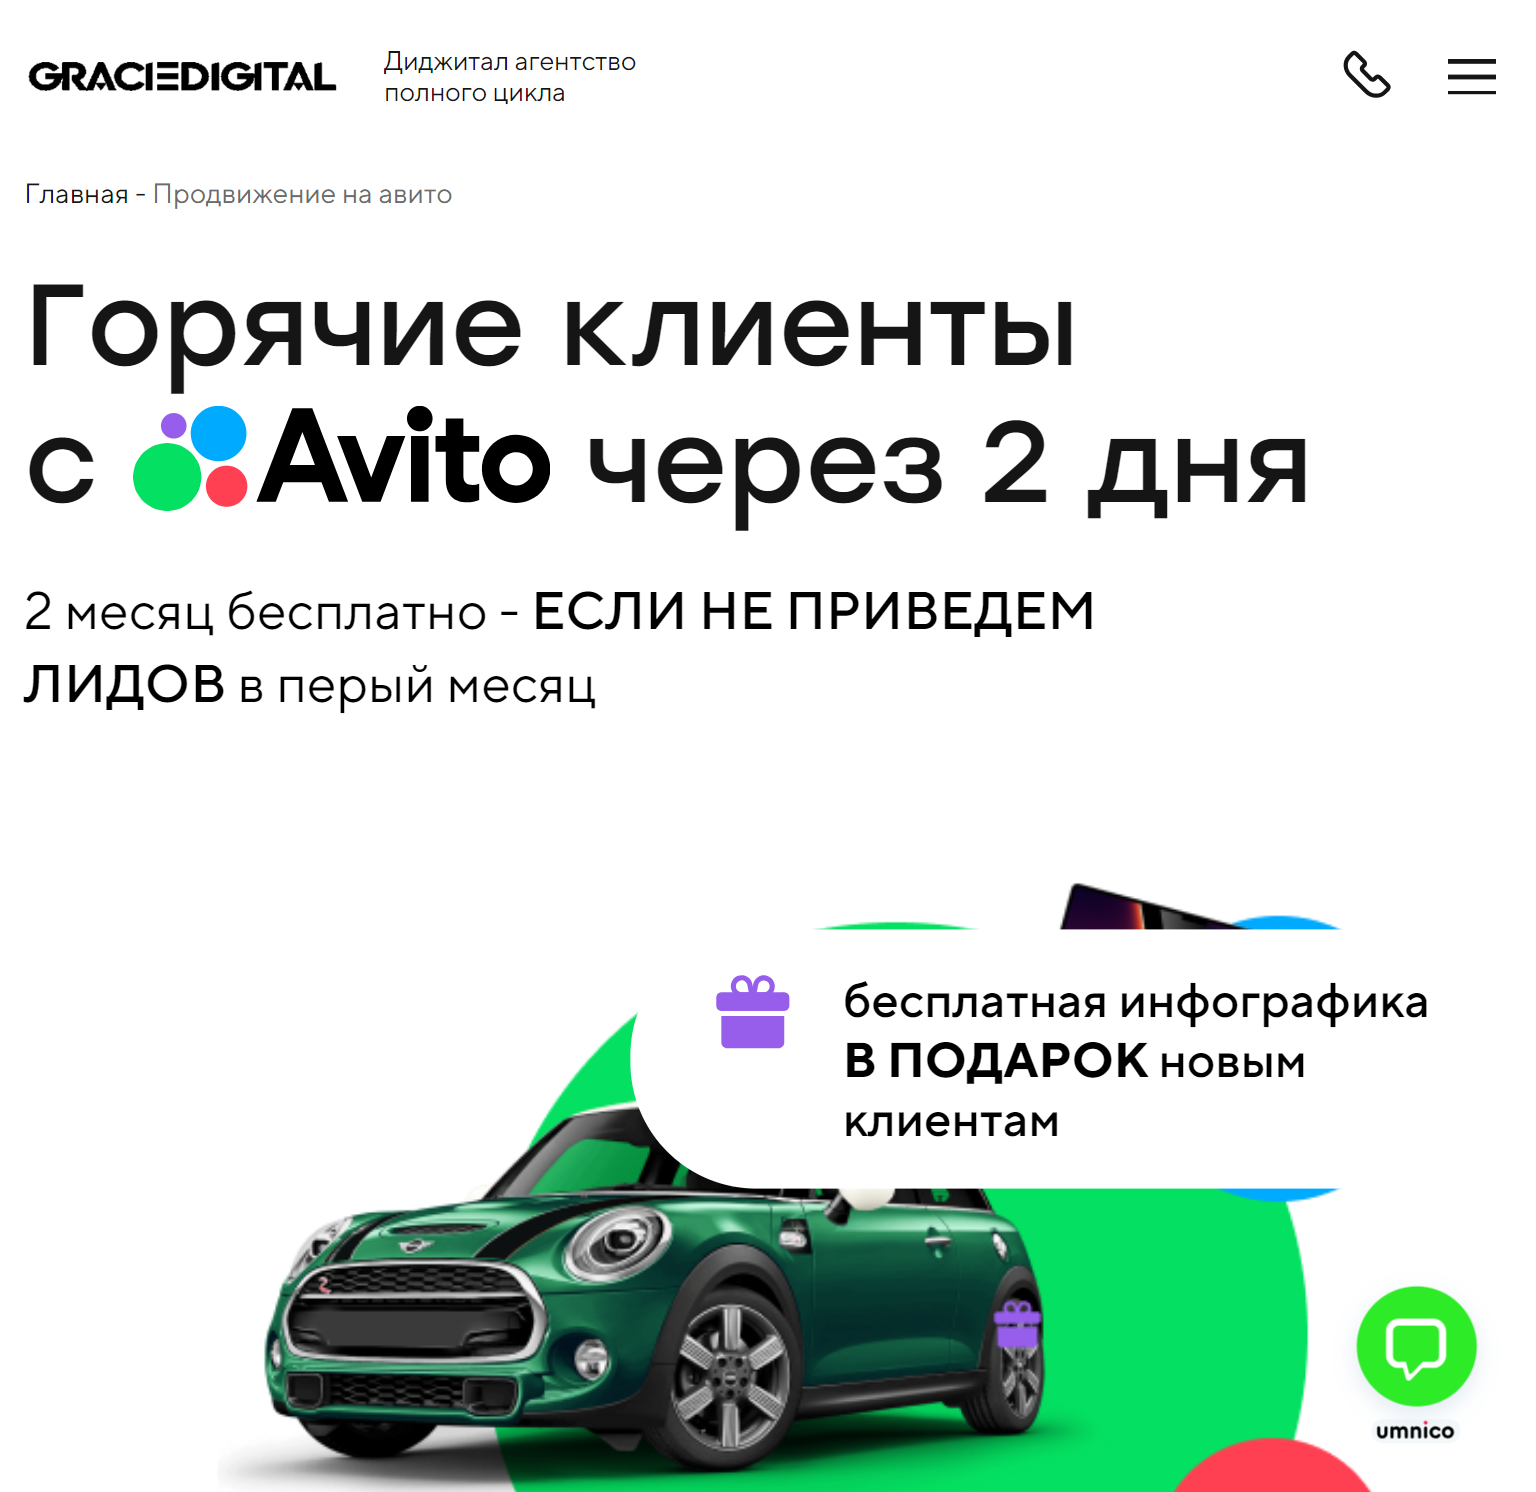 GRACIEDIGITAL
Диджитал агентство
полного цикла
Главная - Продвижение на авито
Горячие клиенты
с Avito через 2 дня
2 месяц бесплатно - ЕСЛИ НЕ ПРИВЕДЕМ
ЛИДОВ в перый месяц
бесплатная инфографика
В ПОДАРОК новым
клиентам
umnico